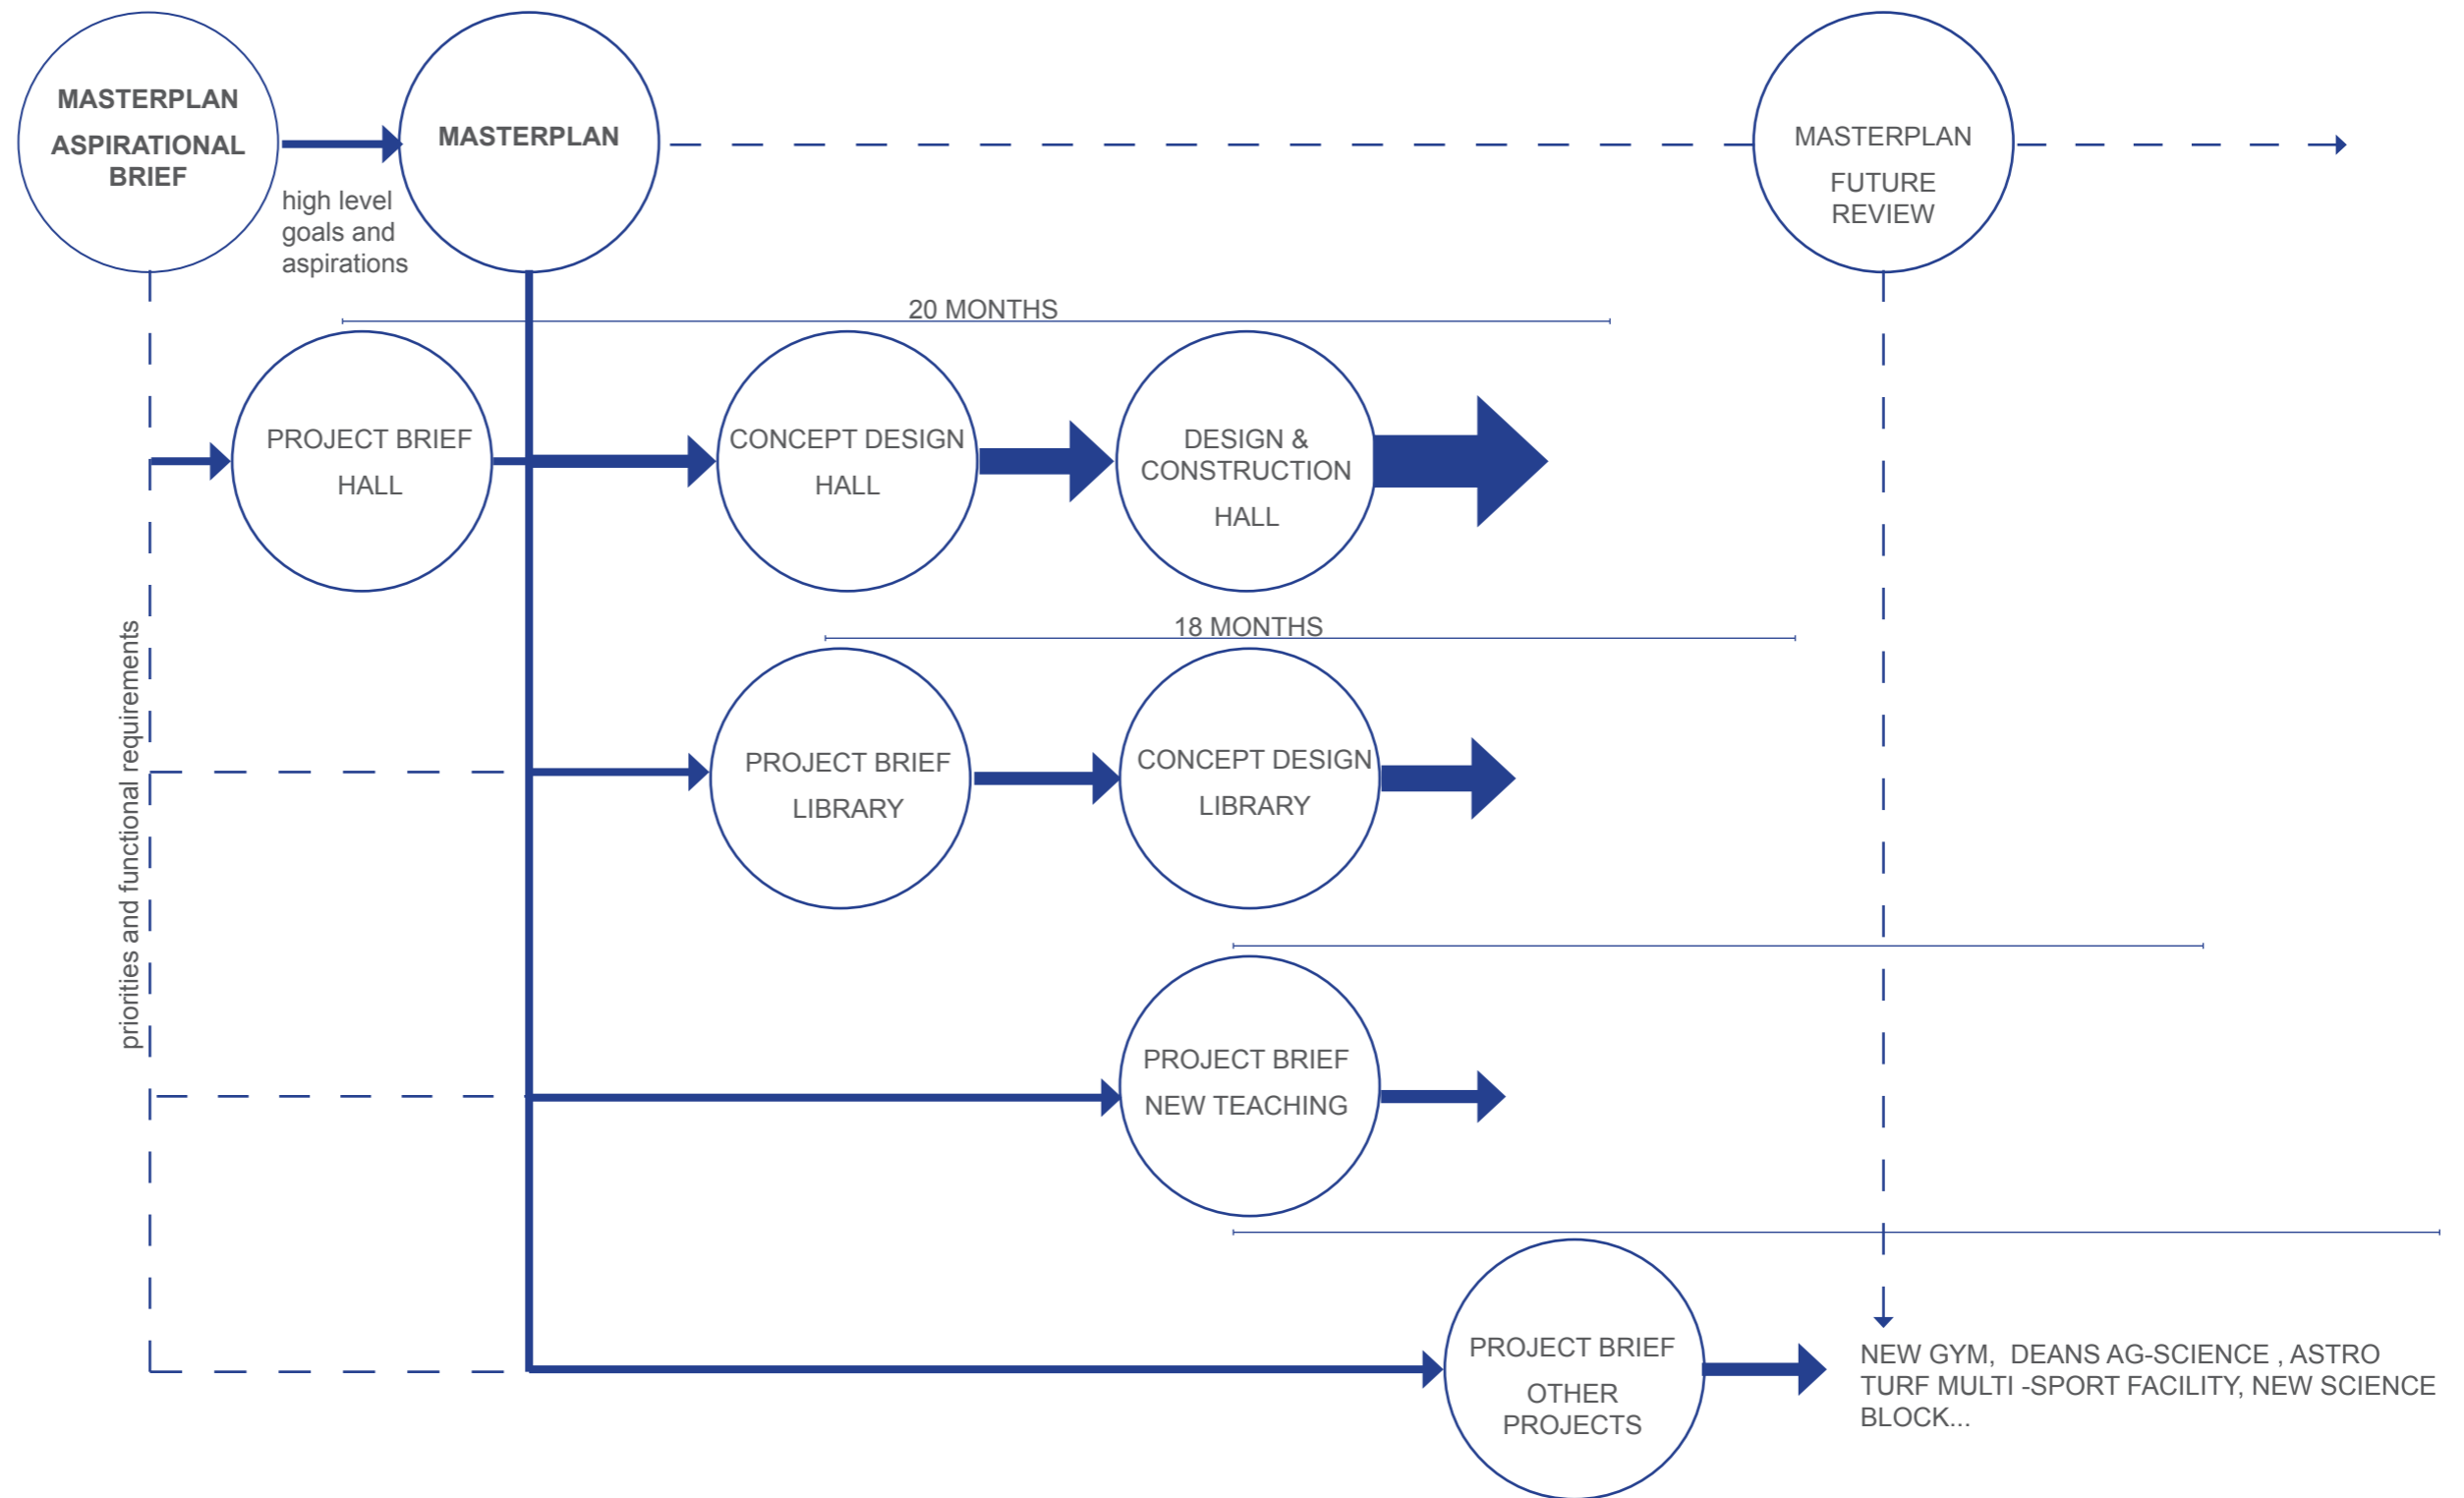 MASTERPLAN
ASPIRATIONAL
BRIEF
high level
goals and
aspirations
MASTERPLAN
MASTERPLAN
FUTURE
REVIEW
20 MONTHS
PROJECT BRIEF
HALL
CONCEPT DESIGN
HALL
DESIGN &
CONSTRUCTION
HALL
priorities and functional requirements
18 MONTHS
PROJECT BRIEF
LIBRARY
CONCEPT DESIGN
LIBRARY
PROJECT BRIEF
NEW TEACHING
PROJECT BRIEF
OTHER
PROJECTS
NEW GYM,  DEANS AG-SCIENCE , ASTRO
TURF MULTI -SPORT FACILITY, NEW SCIENCE
BLOCK...